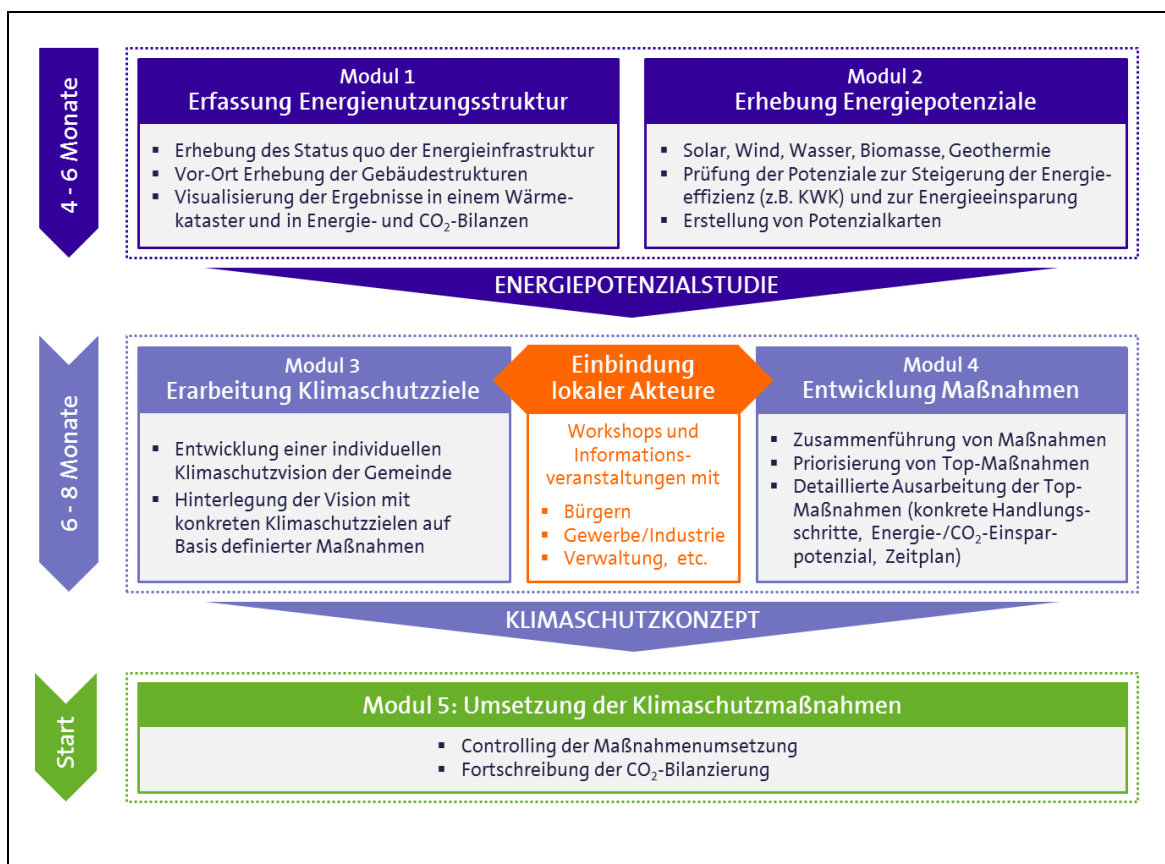 4 - 6 Monate
Modul 1
Erfassung Energienutzungsstruktur
▪ Erhebung des Status quo der Energieinfrastruktur
▪ Vor-Ort Erhebung der Gebäudestrukturen
▪ Visualisierung der Ergebnisse in einem Wärme-
kataster und in Energie- und CO₂-Bilanzen
Modul 2
Erhebung Energiepotenziale
▪ Solar, Wind, Wasser, Biomasse, Geothermie
▪ Prüfung der Potenziale zur Steigerung der Energie-
effizienz (z.B. KWK) und zur Energieeinsparung
▪ Erstellung von Potenzialkarten
ENERGIEPOTENZIALSTUDIE
6 - 8 Monate
Modul 3
Erarbeitung Klimaschutzziele
▪ Entwicklung einer individuellen
Klimaschutzvision der Gemeinde
▪ Hinterlegung der Vision mit
konkreten Klimaschutzzielen auf
Basis definierter Maßnahmen
Einbindung
lokaler Akteure
Workshops und
Informations-
veranstaltungen mit
▪ Bürgern
▪ Gewerbe/Industrie
▪ Verwaltung, etc.
Modul 4
Entwicklung Maßnahmen
▪ Zusammenführung von Maßnahmen
▪ Priorisierung von Top-Maßnahmen
▪ Detaillierte Ausarbeitung der Top-
Maßnahmen (konkrete Handlungs-
schritte, Energie-/CO₂-Einspar-
potenzial, Zeitplan)
KLIMASCHUTZKONZEPT
Start
Modul 5: Umsetzung der Klimaschutzmaßnahmen
▪ Controlling der Maßnahmenumsetzung
▪ Fortschreibung der CO₂-Bilanzierung